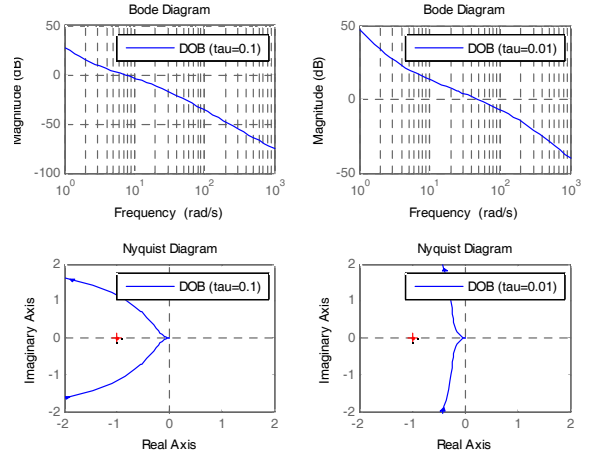 Bode Diagram
Magnitude (dB)
50
0
-50
-100
DOB (tau=0.1)
10^0
10^1
10^2
10^3
Frequency (rad/s)
Bode Diagram
Magnitude (dB)
50
0
-50
DOB (tau=0.01)
10^0
10^1
10^2
10^3
Frequency (rad/s)
Nyquist Diagram
Imaginary Axis
2
1
0
-1
-2
DOB (tau=0.1)
-2
-1
0
1
2
Real Axis
Nyquist Diagram
Imaginary Axis
2
1
0
-1
-2
DOB (tau=0.01)
-2
-1
0
1
2
Real Axis